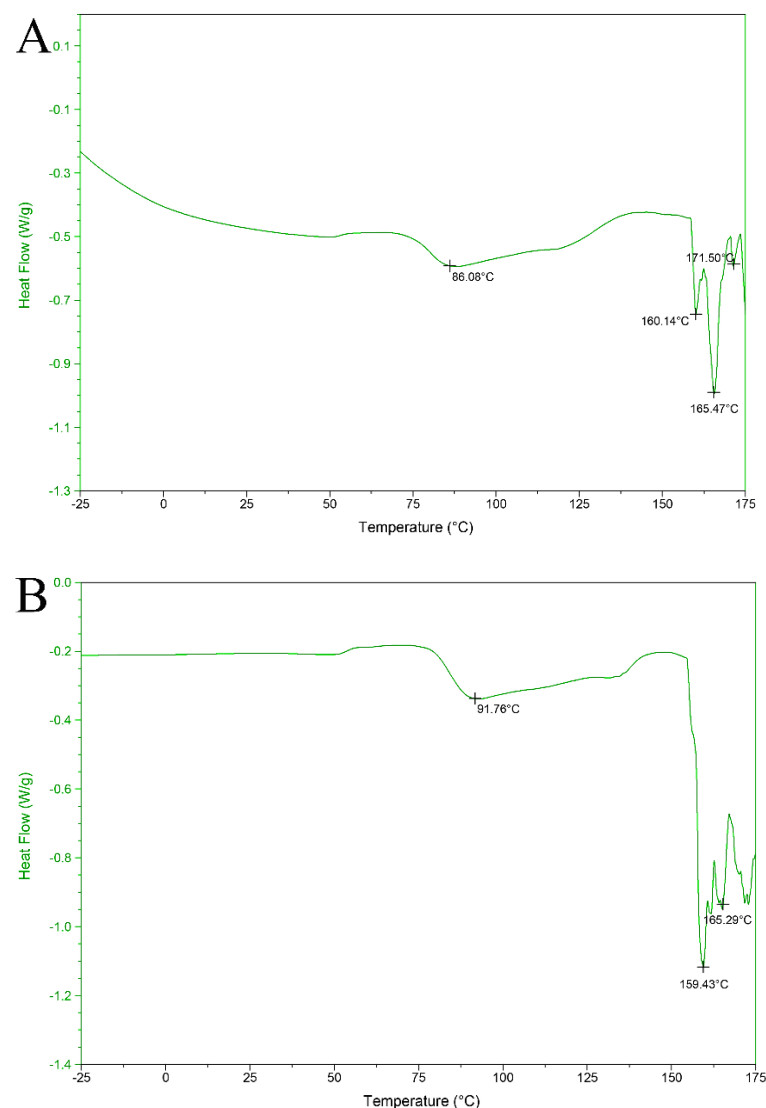 A
0.1
-0.1
-0.3
-0.5
-0.7
-0.9
-1.1
-1.3
Heat Flow (W/g)
86.08°C
160.14°C
165.47°C
171.50°C
-25
0
25
50
75
100
125
150
175
Temperature (°C)
B
0.0
-0.2
-0.4
-0.6
-0.8
-1.0
-1.2
-1.4
Heat Flow (W/g)
91.76°C
159.43°C
165.29°C
-25
0
25
50
75
100
125
150
175
Temperature (°C)